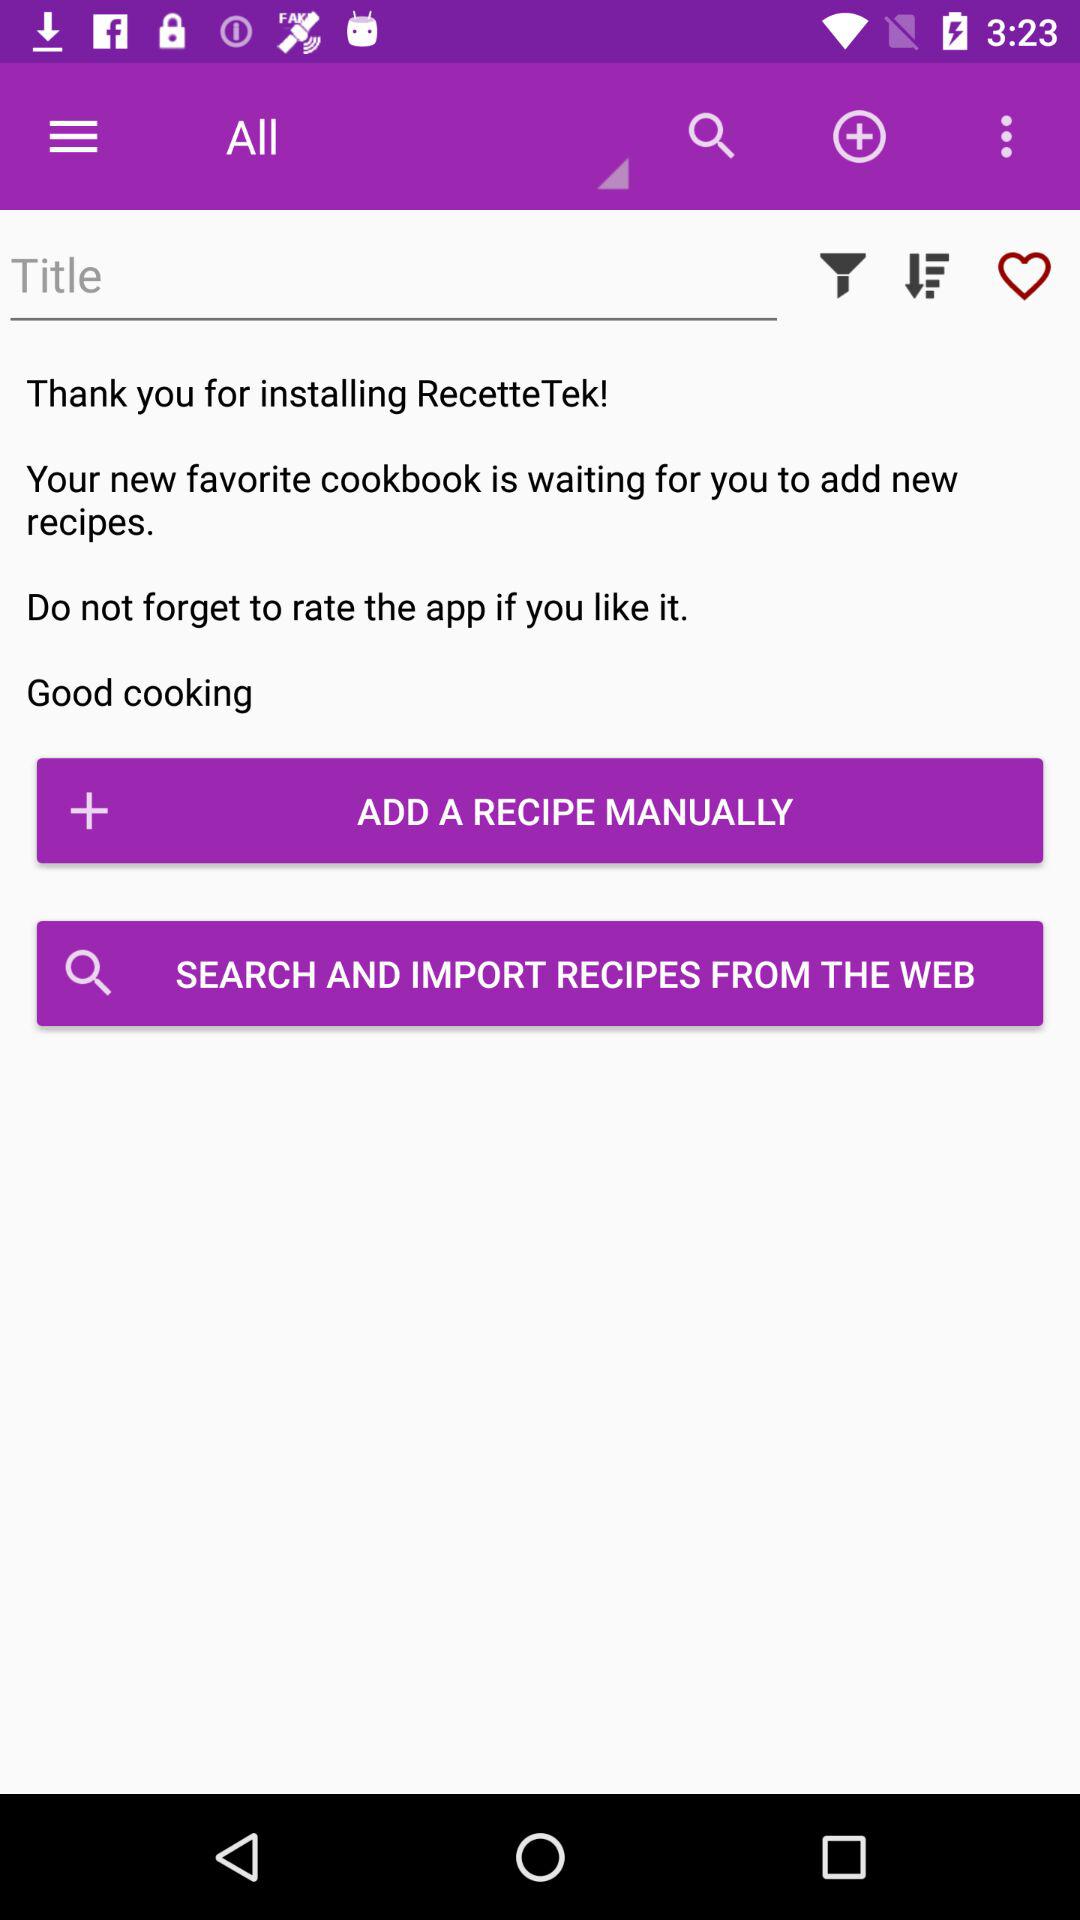 FAKE
3:23
All
Title
Thank you for installing RecetteTek!
Your new favorite cookbook is waiting for you to add new
recipes.
Do not forget to rate the app if you like it.
Good cooking
ADD A RECIPE MANUALLY
SEARCH AND IMPORT RECIPES FROM THE WEB